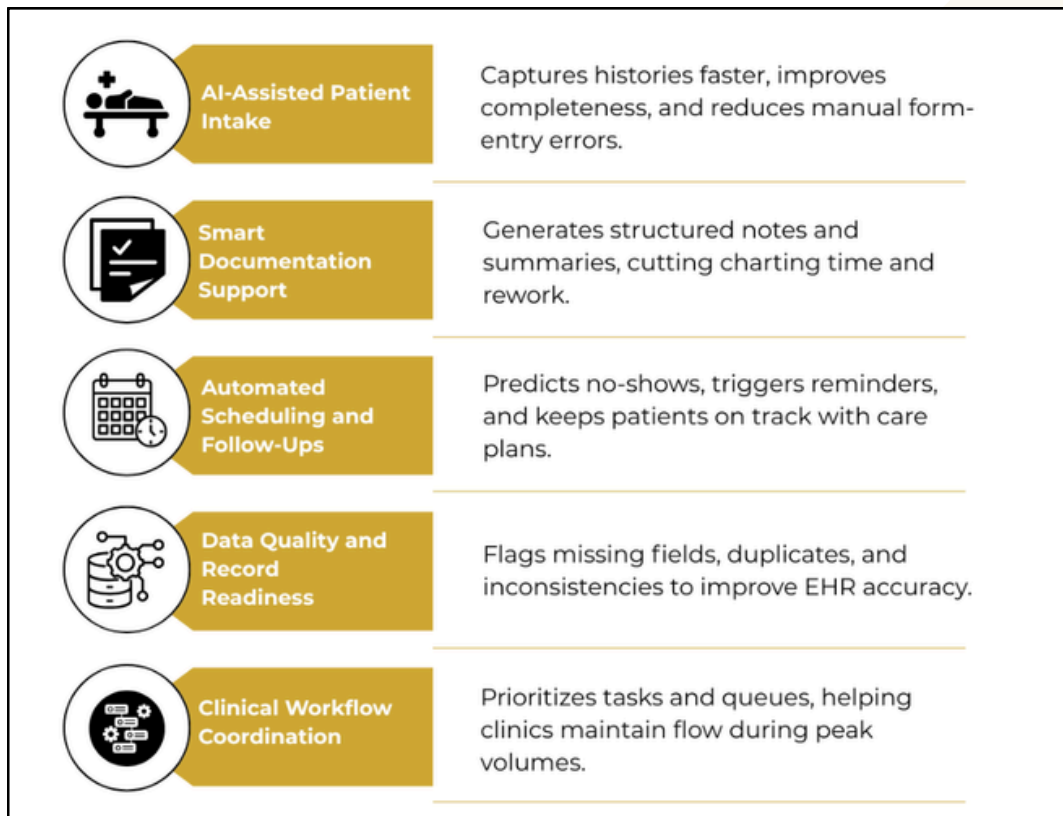 AI-Assisted Patient
Intake
Captures histories faster, improves
completeness, and reduces manual form-
entry errors.
Smart
Documentation
Support
Generates structured notes and
summaries, cutting charting time and
rework.
Automated
Scheduling and
Follow-Ups
Predicts no-shows, triggers reminders,
and keeps patients on track with care
plans.
Data Quality and
Record
Readiness
Flags missing fields, duplicates, and
inconsistencies to improve EHR accuracy.
Clinical Workflow
Coordination
Prioritizes tasks and queues, helping
clinics maintain flow during peak
volumes.